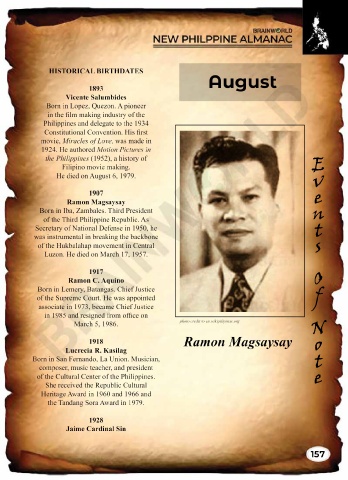 BRAINWORLD
NEW PHILPPINE ALMANAC
HISTORICAL BIRTHDATES
1893
Vicente Salumbides
Born in Lopez, Quezon. A pioneer
in the film making industry of the
Philippines and delegate to the 1934
Constitutional Convention. His first
movie, Miracles of Love, was made in
1924. He authored Motion Pictures in
the Philippines (1952), a history of
Filipino movie making.
He died on August 6, 1979.
1907
Ramon Magsaysay
Born in Iba, Zambales. Third President
of the Third Philippine Republic. As
Secretary of National Defense in 1950, he
was instrumental in breaking the backbone
of the Hukbalahap movement in Central
Luzon. He died on March 17, 1957.
1917
Ramon C. Aquino
Born in Lemery, Batangas. Chief Justice
of the Supreme Court. He was appointed
associate in 1973, became Chief Justice
in 1985 and resigned from office on
March 5, 1986.
1918
Lucrecia R. Kasilag
Born in San Fernando, La Union. Musician,
composer, music teacher, and president
of the Cultural Center of the Philippines.
She received the Republic Cultural
Heritage Award in 1960 and 1966 and
the Tandang Sora Award in 1979.
1928
Jaime Cardinal Sin
August
Ramon Magsaysay
Events Of Note
157